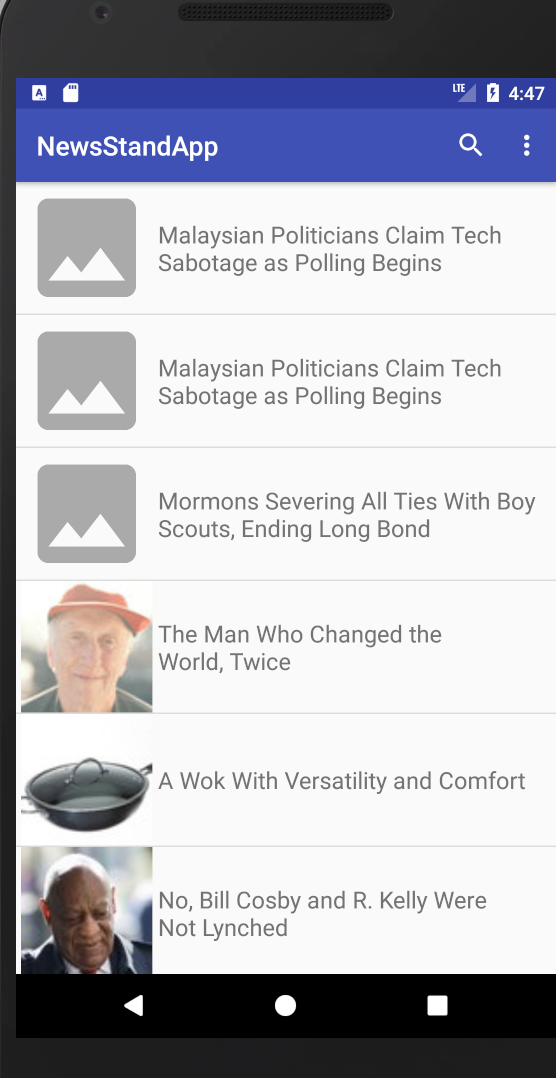 LTE 4:47
NewsStandApp
Malaysian Politicians Claim Tech
Sabotage as Polling Begins
Malaysian Politicians Claim Tech
Sabotage as Polling Begins
Mormons Severing All Ties With Boy
Scouts, Ending Long Bond
The Man Who Changed the
World, Twice
A Wok With Versatility and Comfort
No, Bill Cosby and R. Kelly Were
Not Lynched